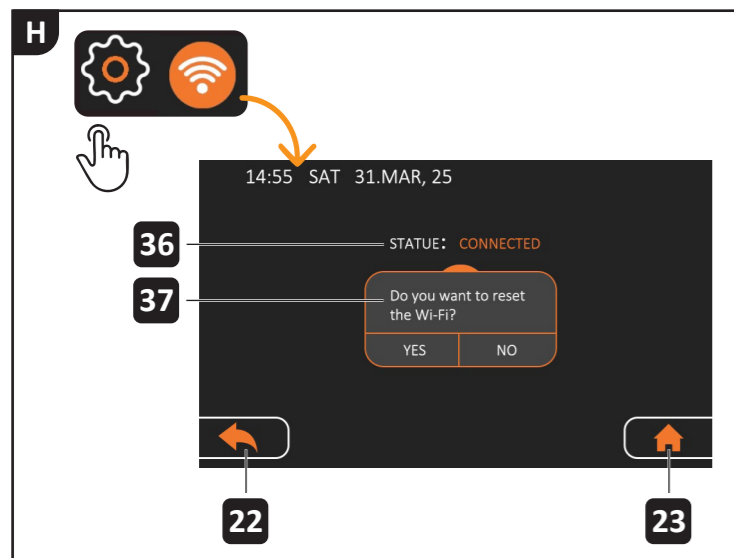 H
14:55 SAT 31.MAR, 25
36
STATUE: CONNECTED
37
Do you want to reset
the Wi-Fi?
YES NO
22
23